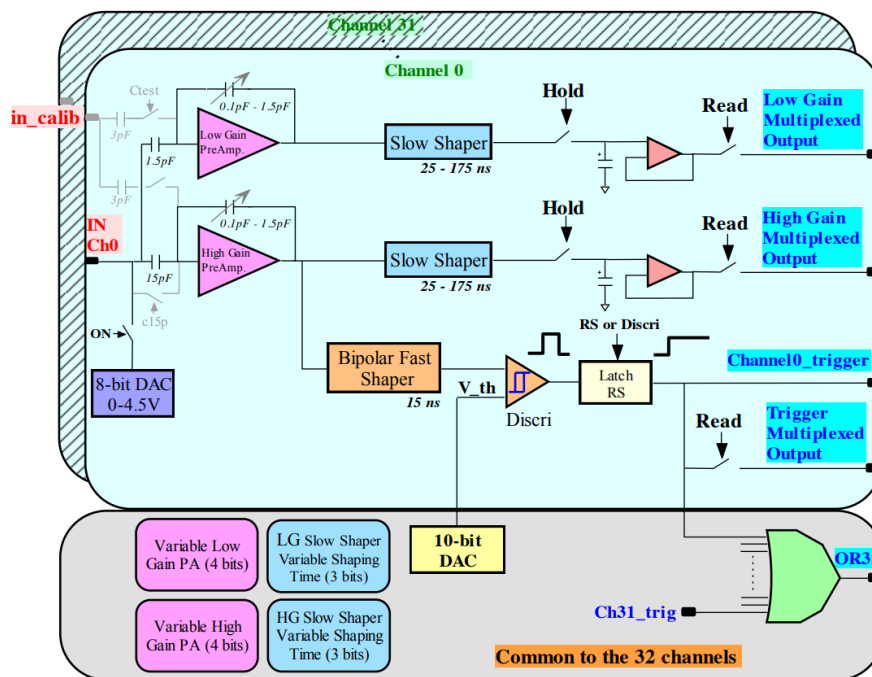 Channel 31
Channel 0
in_calib
Ctest
3pF
1.5pF
0.1pF - 1.5pF
Low Gain
PreAmp.
Slow Shaper
25 - 175 ns
Hold
Read
Low Gain
Multiplexed
Output
3pF
IN
Ch0
15pF
c15p
0.1pF - 1.5pF
High Gain
PreAmp.
Slow Shaper
25 - 175 ns
Hold
Read
High Gain
Multiplexed
Output
ON
8-bit DAC
0-4.5V
Bipolar Fast
Shaper
15 ns
V_th
Discri
RS or Discri
Latch
RS
Channel0_trigger
Read
Trigger
Multiplexed
Output
Variable Low
Gain PA (4 bits)
LG Slow Shaper
Variable Shaping
Time (3 bits)
10-bit
DAC
OR3
Variable High
Gain PA (4 bits)
HG Slow Shaper
Variable Shaping
Time (3 bits)
Ch31_trig
Common to the 32 channels